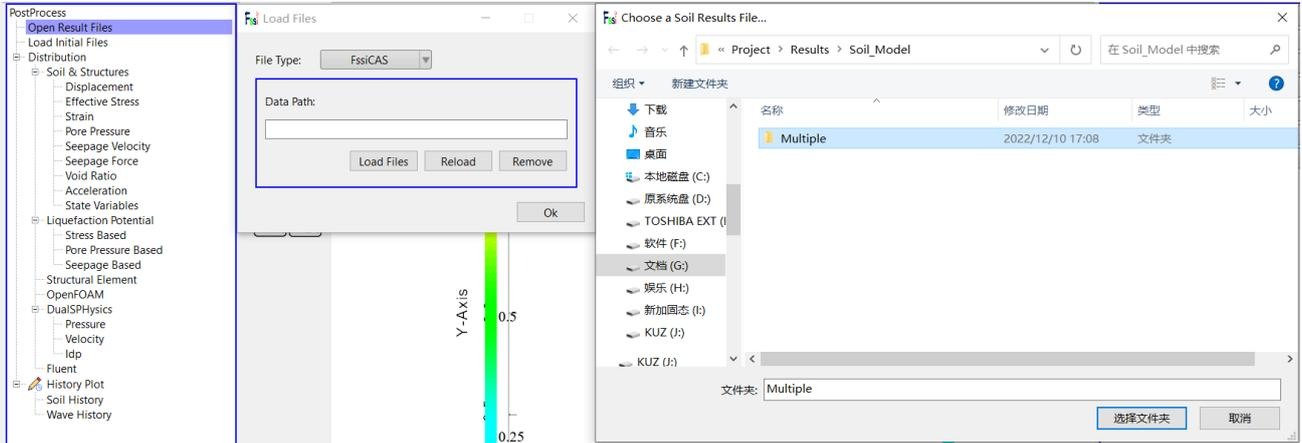 PostProcess
Open Result Files
Load Initial Files
Distribution
Soil & Structures
Displacement
Effective Stress
Strain
Pore Pressure
Seepage Velocity
Seepage Force
Void Ratio
Acceleration
State Variables
Liquefaction Potential
Stress Based
Pore Pressure Based
Seepage Based
Structural Element
OpenFOAM
DualSPHysics
Pressure
Velocity
Idp
Fluent
History Plot
Soil History
Wave History
Load Files
File Type:
FssiCAS
Data Path:
Load Files Reload Remove
Ok
Y-Axis
0.5
0.25
Choose a Soil Results File...
« Project › Results › Soil_Model
在 Soil_Model 中搜索
组织 新建文件夹
下载
音乐
桌面
本地磁盘 (C:)
原系统盘 (D:)
TOSHIBA EXT (
软件 (F:)
文档 (G:)
娱乐 (H:)
新加固态 (I:)
KUZ (J:)
KUZ (J:)
名称 修改日期 类型 大小
Multiple 2022/12/10 17:08 文件夹
文件夹: Multiple
选择文件夹 取消